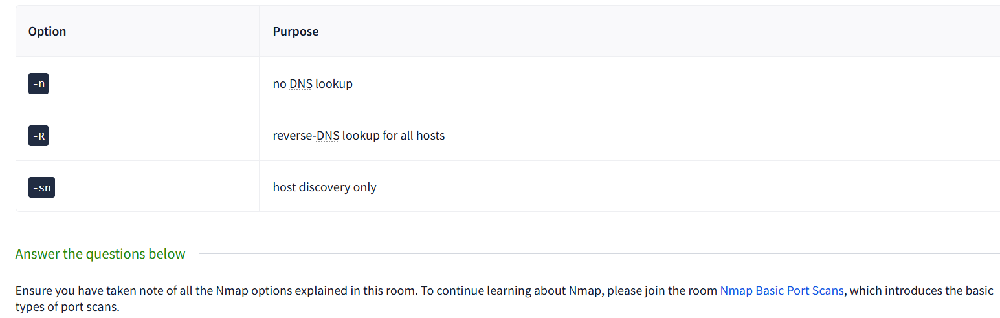 Option Purpose
-n no DNS lookup
-R reverse-DNS lookup for all hosts
-sn host discovery only
Answer the questions below
Ensure you have taken note of all the Nmap options explained in this room. To continue learning about Nmap, please join the room Nmap Basic Port Scans, which introduces the basic
types of port scans.